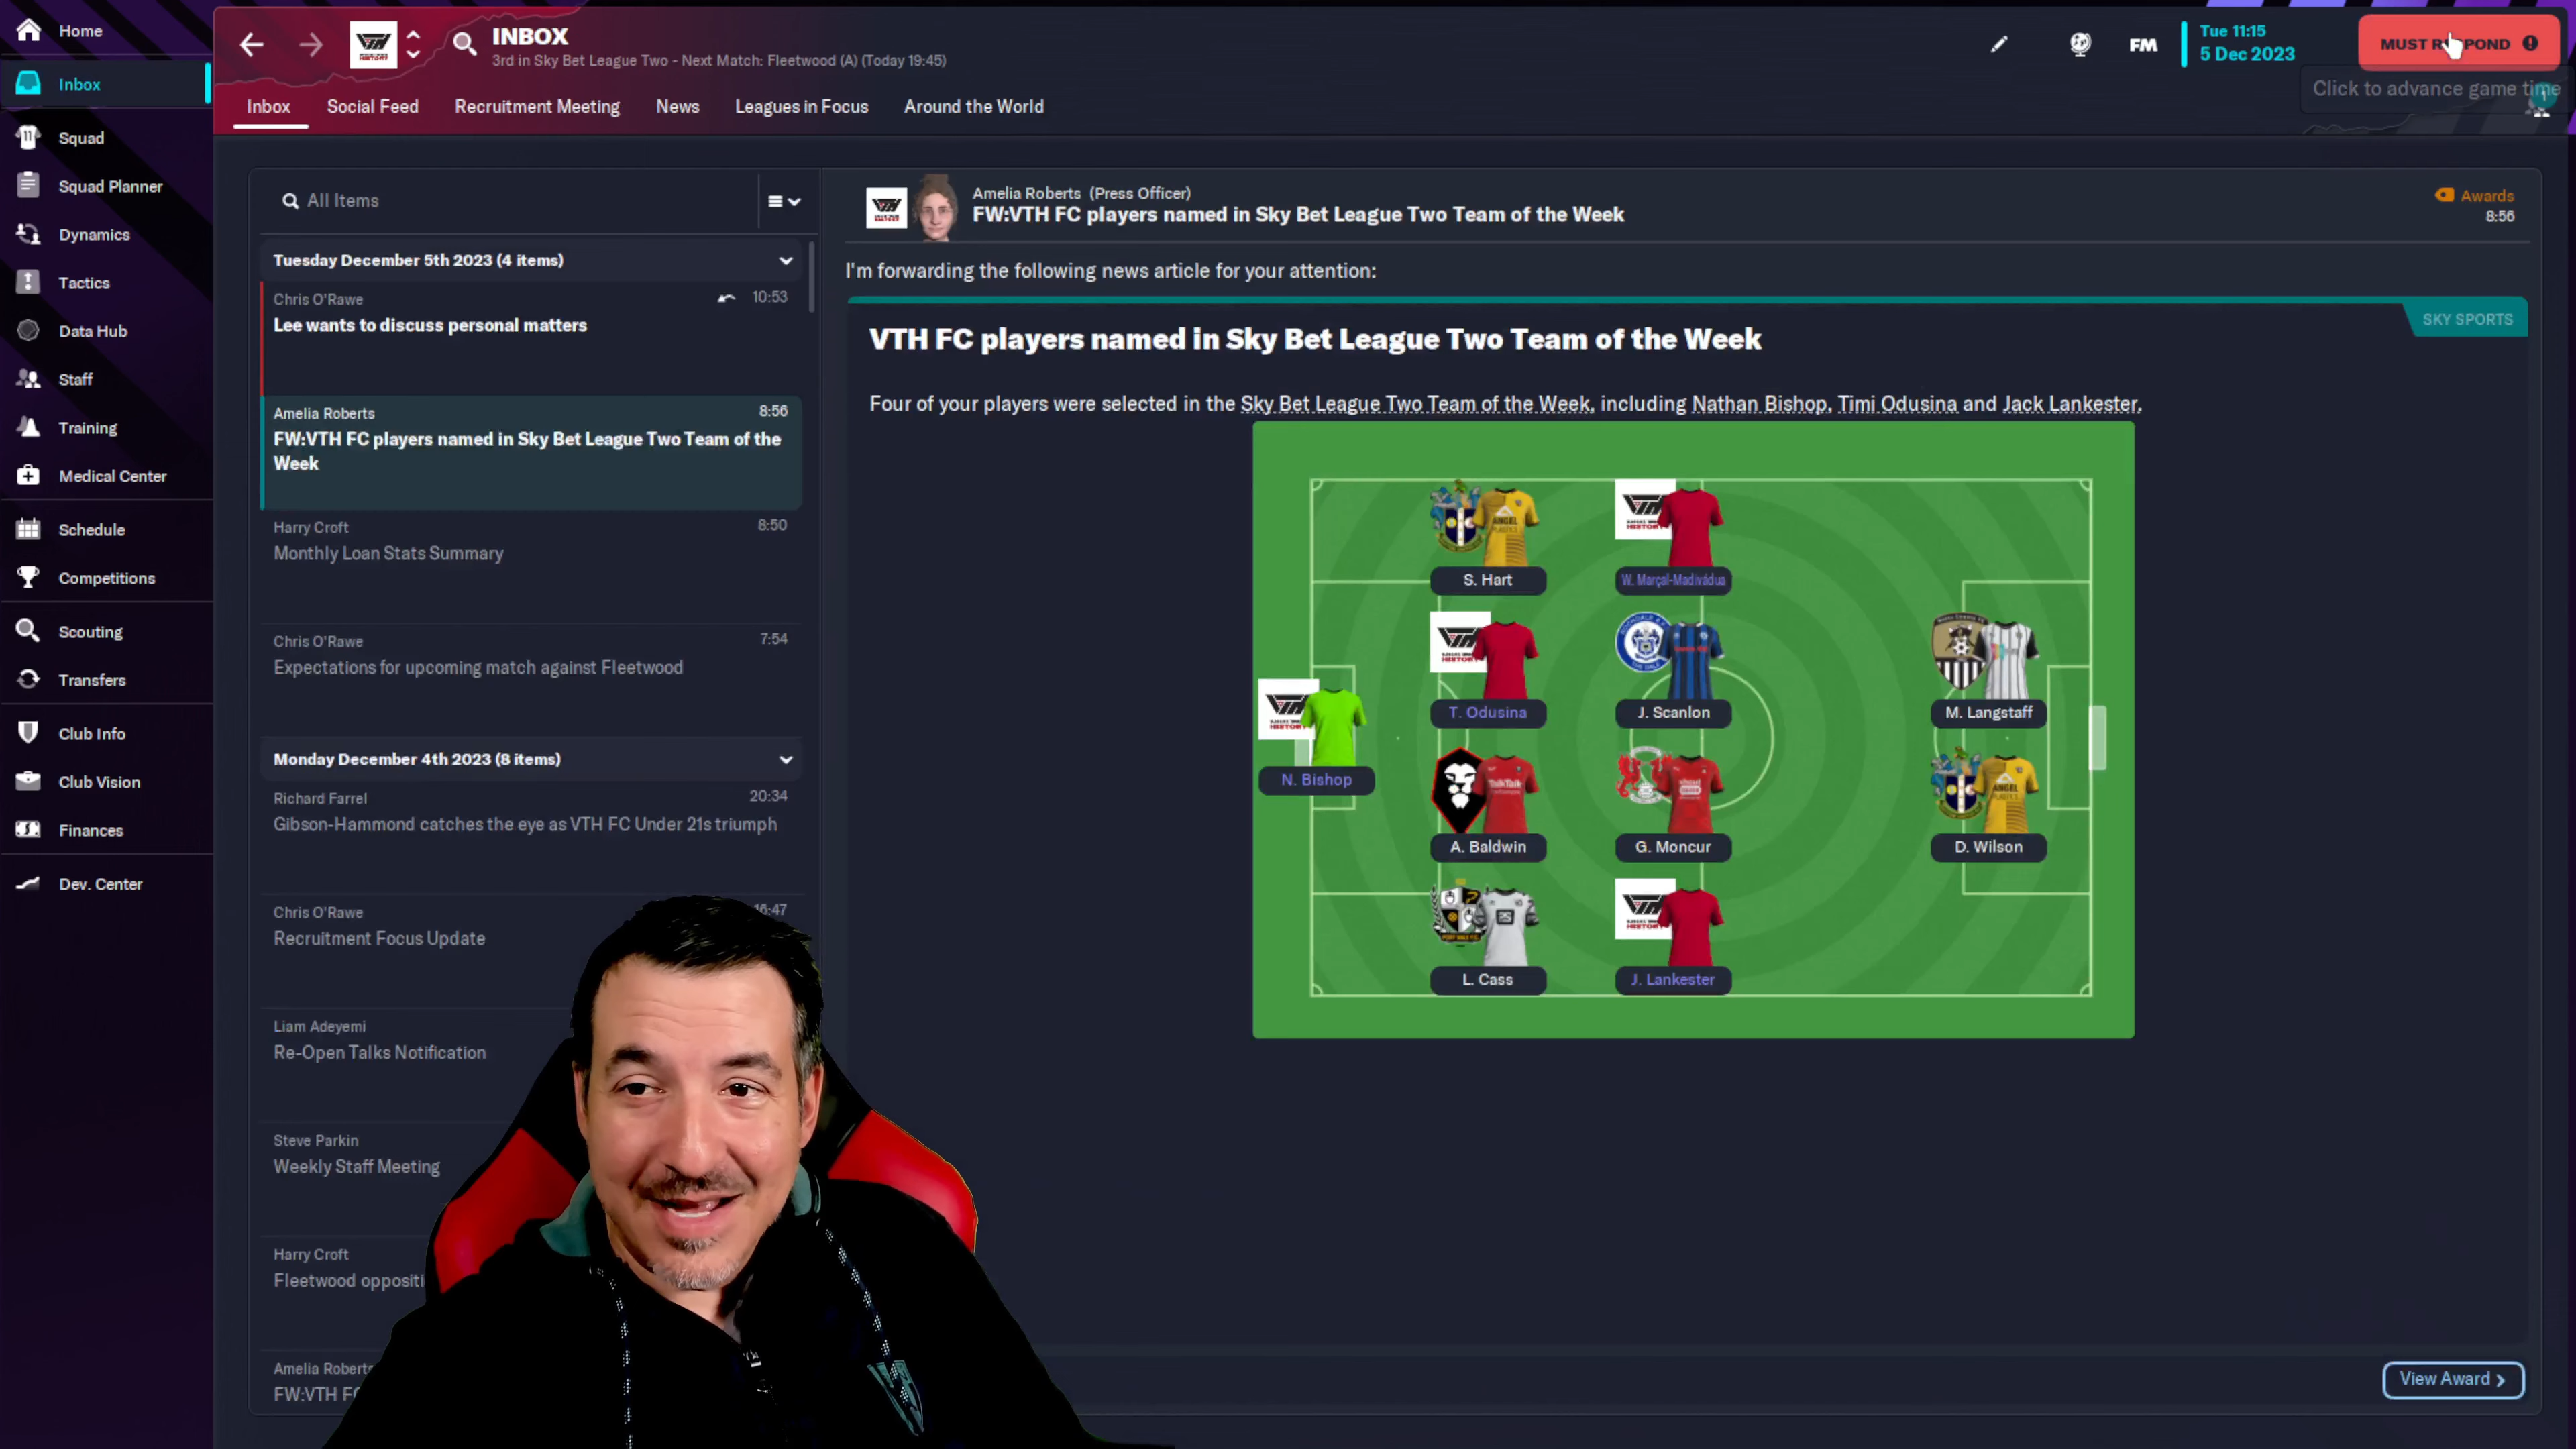 Home
Inbox
Squad
Squad Planner
Dynamics
Tactics
Data Hub
Staff
Training
Medical Center
Schedule
Competitions
Scouting
Transfers
Club Info
Club Vision
Finances
Dev. Center
INBOX
3rd in Sky Bet League Two - Next Match: Fleetwood (A) (Today 19:45)
FM
Tue 11:15
5 Dec 2023
MUST RESPOND
Click to advance game time
1
Inbox Social Feed Recruitment Meeting News Leagues in Focus Around the World
All Items
Tuesday December 5th 2023 (4 items)
Chris O'Rawe 10:53
Lee wants to discuss personal matters
Amelia Roberts 8:56
FW:VTH FC players named in Sky Bet League Two Team of the
Week
Harry Croft 8:50
Monthly Loan Stats Summary
Chris O'Rawe 7:54
Expectations for upcoming match against Fleetwood
Monday December 4th 2023 (8 items)
Richard Farrel 20:34
Gibson-Hammond catches the eye as VTH FC Under 21s triumph
Chris O'Rawe 16:47
Recruitment Focus Update
Liam Adeyemi
Re-Open Talks Notification
Steve Parkin
Weekly Staff Meeting
Harry Croft
Fleetwood oppositi
Amelia Roberts
FW:VTH F
Amelia Roberts (Press Officer)
FW:VTH FC players named in Sky Bet League Two Team of the Week
Awards
8:56
I'm forwarding the following news article for your attention:
SKY SPORTS
VTH FC players named in Sky Bet League Two Team of the Week
Four of your players were selected in the Sky Bet League Two Team of the Week, including Nathan Bishop, Timi Odusina and Jack Lankester.
S. Hart
W. Marçal-Madivádua
T. Odusina
J. Scanlon
M. Langstaff
N. Bishop
A. Baldwin
G. Moncur
D. Wilson
L. Cass
J. Lankester
View Award